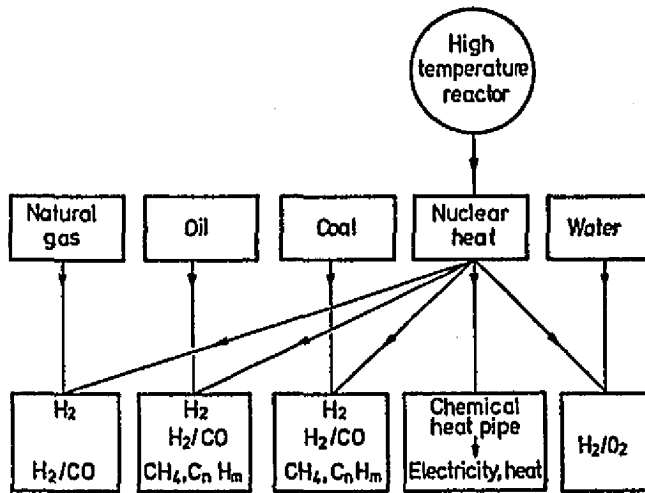 High
temperature
reactor
Natural
gas
Oil
Coal
Nuclear
heat
Water
H₂
H₂/CO
H₂
H₂/CO
CH₄, CₙHₘ
H₂
H₂/CO
CH₄, CₙHₘ
Chemical
heat pipe
Electricity, heat
H₂/O₂